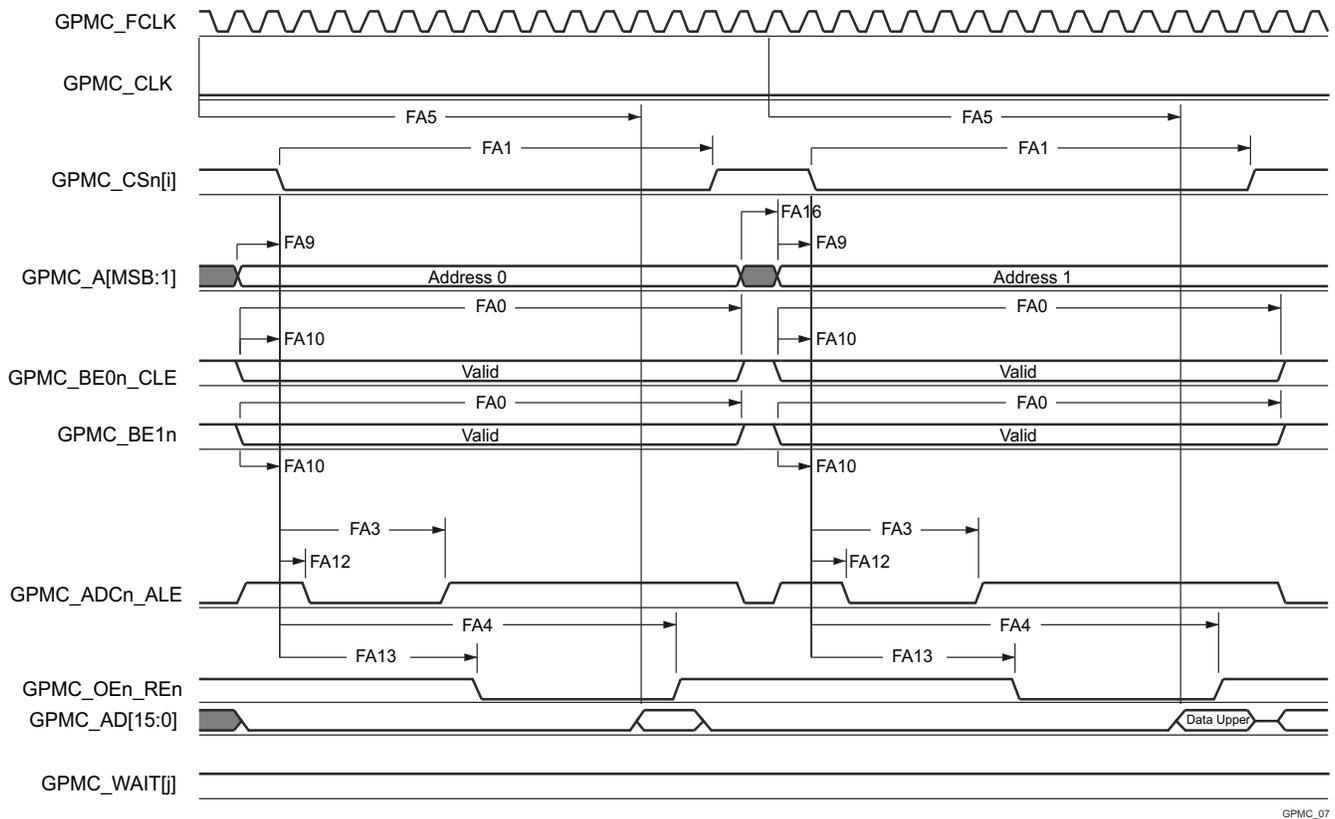 GPMC_FCLK
GPMC_CLK
FA5 FA5
FA1 FA1
GPMC_CSn[i]
FA16
FA9 FA9
GPMC_A[MSB:1] Address 0 Address 1
FA0 FA0
FA10 FA10
GPMC_BE0n_CLE Valid Valid
FA0 FA0
GPMC_BE1n Valid Valid
FA10 FA10
FA3 FA3
FA12 FA12
GPMC_ADCn_ALE
FA4 FA4
FA13 FA13
GPMC_OEn_REn
GPMC_AD[15:0] Data Upper
GPMC_WAIT[j]
GPMC_07